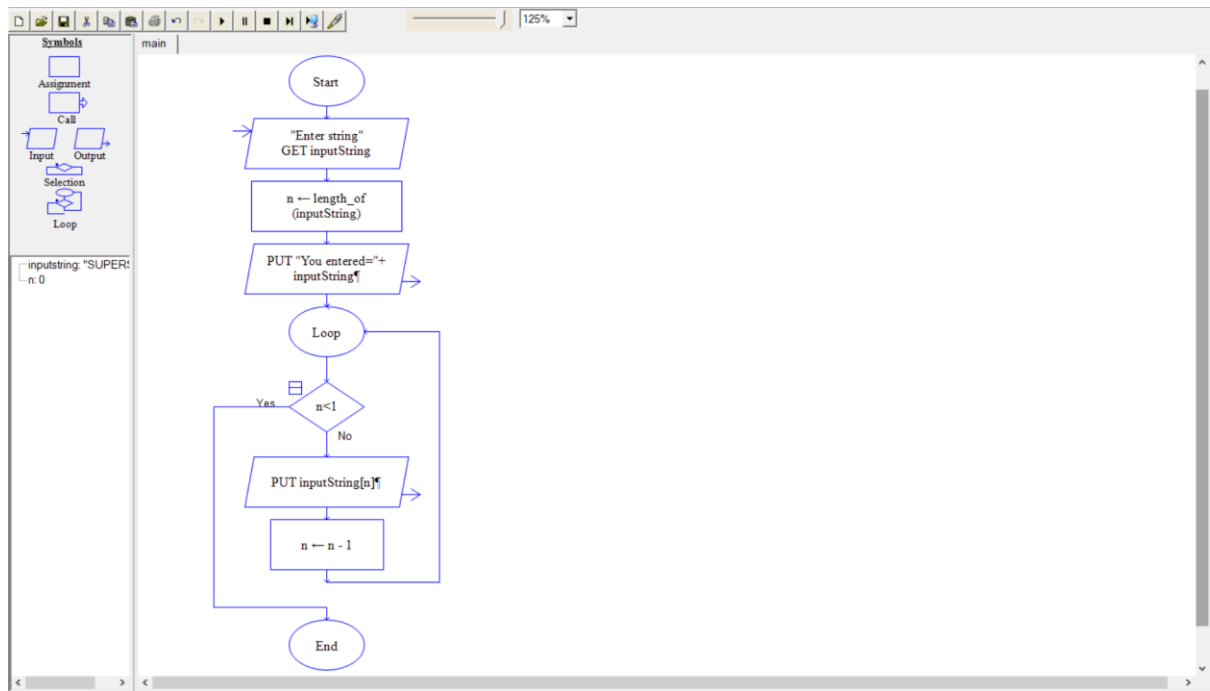 125%
Symbols
Assignment
Call
Input Output
Selection
Loop
inputstring: "SUPERS
n: 0
main
Start
"Enter string"
GET inputString
n ← length_of
(inputString)
PUT "You entered="+
inputString¶
Loop
Yes
n<1
No
PUT inputString[n]¶
n ← n - 1
End